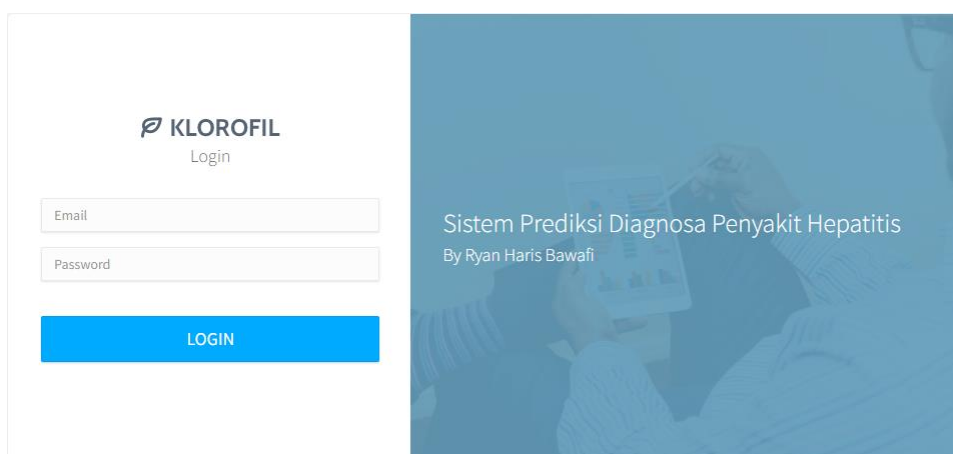 KLOROFIL
Login
Email
Password
LOGIN
Sistem Prediksi Diagnosa Penyakit Hepatitis
By Ryan Haris Bawafi